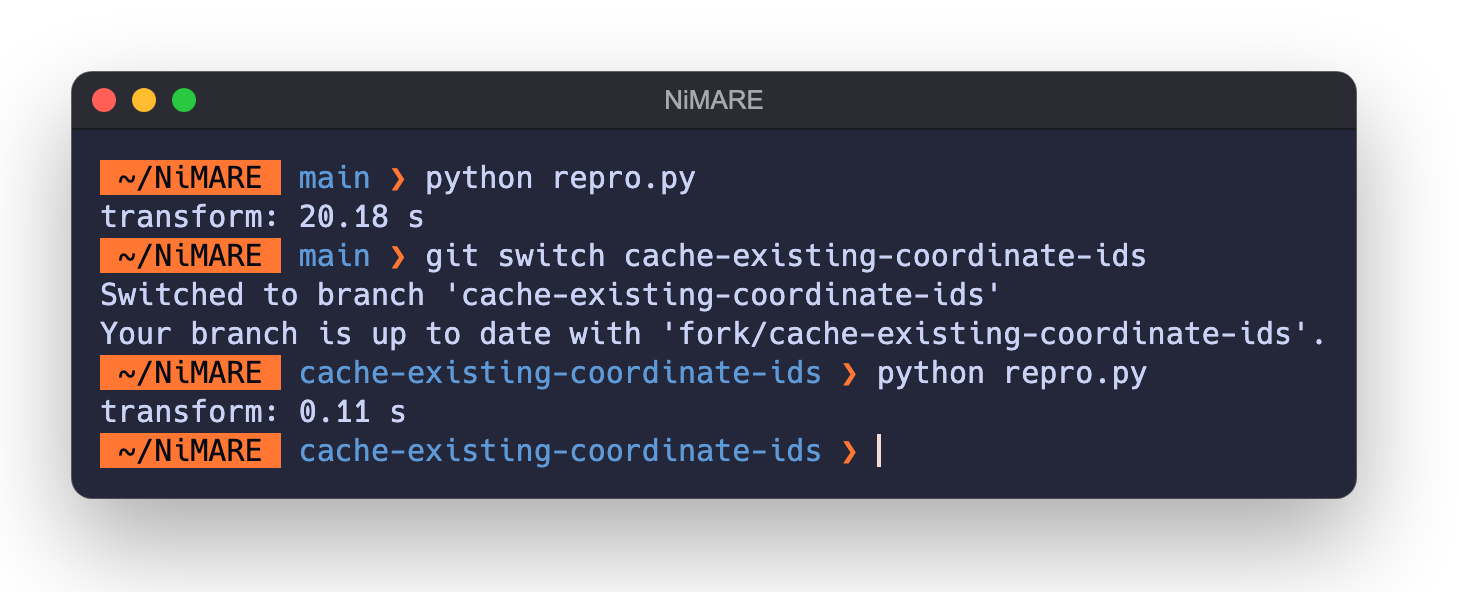 NiMARE
~/NiMARE main ❯ python repro.py
transform: 20.18 s
~/NiMARE main ❯ git switch cache-existing-coordinate-ids
Switched to branch 'cache-existing-coordinate-ids'
Your branch is up to date with 'fork/cache-existing-coordinate-ids'.
~/NiMARE cache-existing-coordinate-ids ❯ python repro.py
transform: 0.11 s
~/NiMARE cache-existing-coordinate-ids ❯